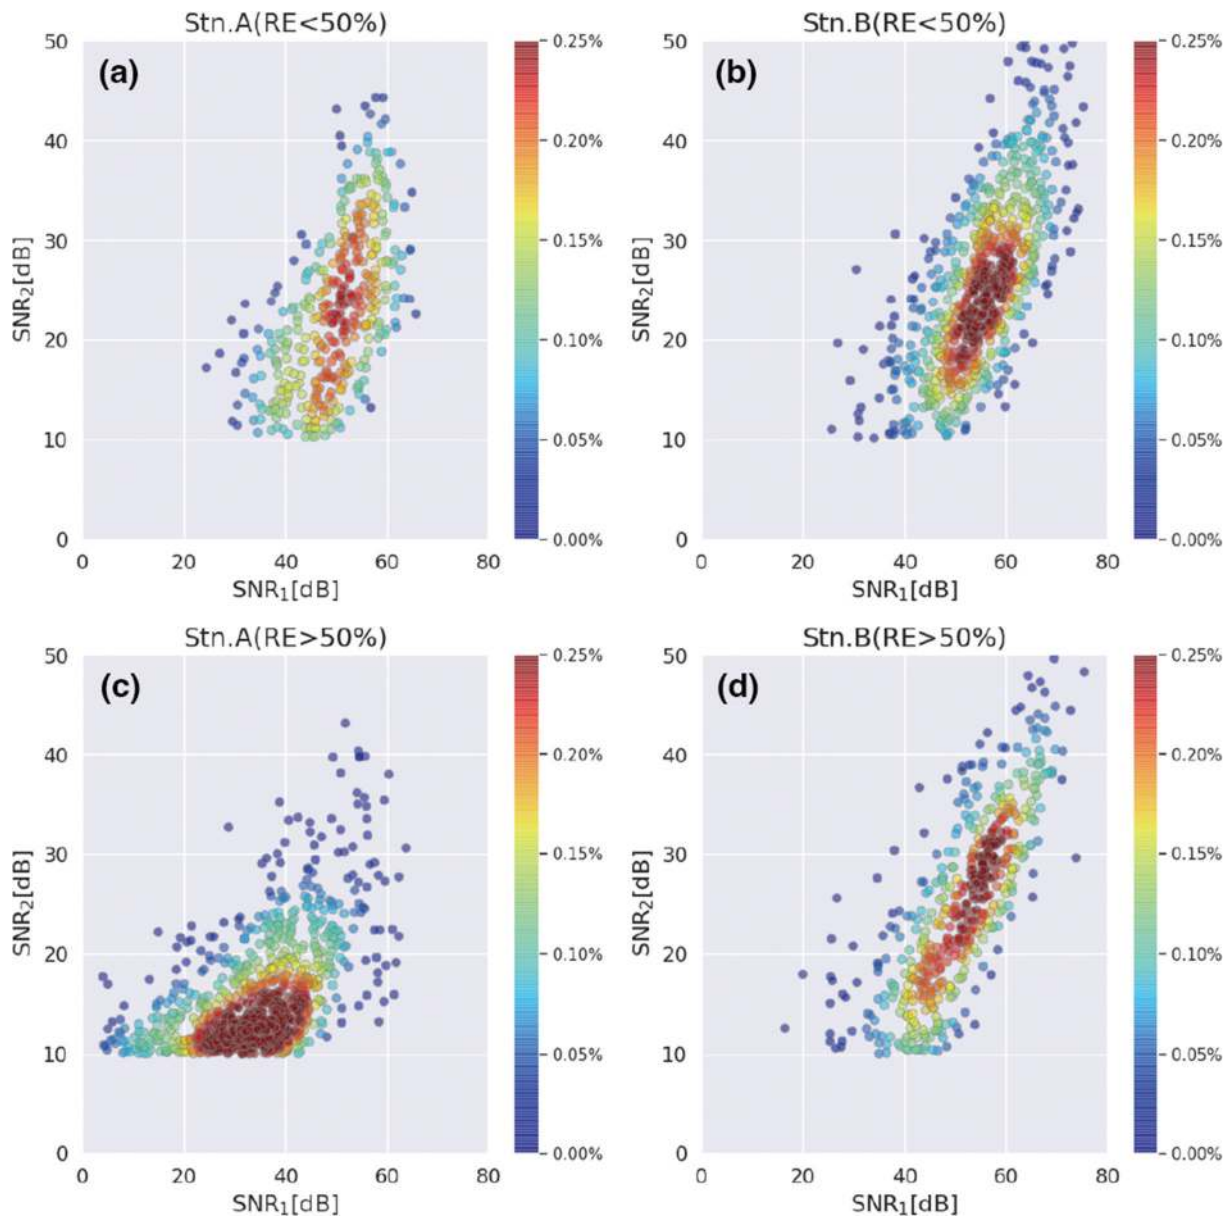 Stn.A(RE<50%)
(a)
50
40
30
20
10
0
SNR2[dB]
0 20 40 60 80
SNR1[dB]
0.25%
0.20%
0.15%
0.10%
0.05%
0.00%
Stn.B(RE<50%)
(b)
50
40
30
20
10
0
SNR2[dB]
0 20 40 60 80
SNR1[dB]
0.25%
0.20%
0.15%
0.10%
0.05%
0.00%
Stn.A(RE>50%)
(c)
50
40
30
20
10
0
SNR2[dB]
0 20 40 60 80
SNR1[dB]
0.25%
0.20%
0.15%
0.10%
0.05%
0.00%
Stn.B(RE>50%)
(d)
50
40
30
20
10
0
SNR2[dB]
0 20 40 60 80
SNR1[dB]
0.25%
0.20%
0.15%
0.10%
0.05%
0.00%